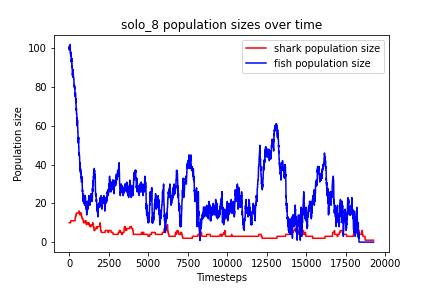 solo_8 population sizes over time
shark population size
fish population size
Population size
100
80
60
40
20
0
0 2500 5000 7500 10000 12500 15000 17500 20000
Timesteps